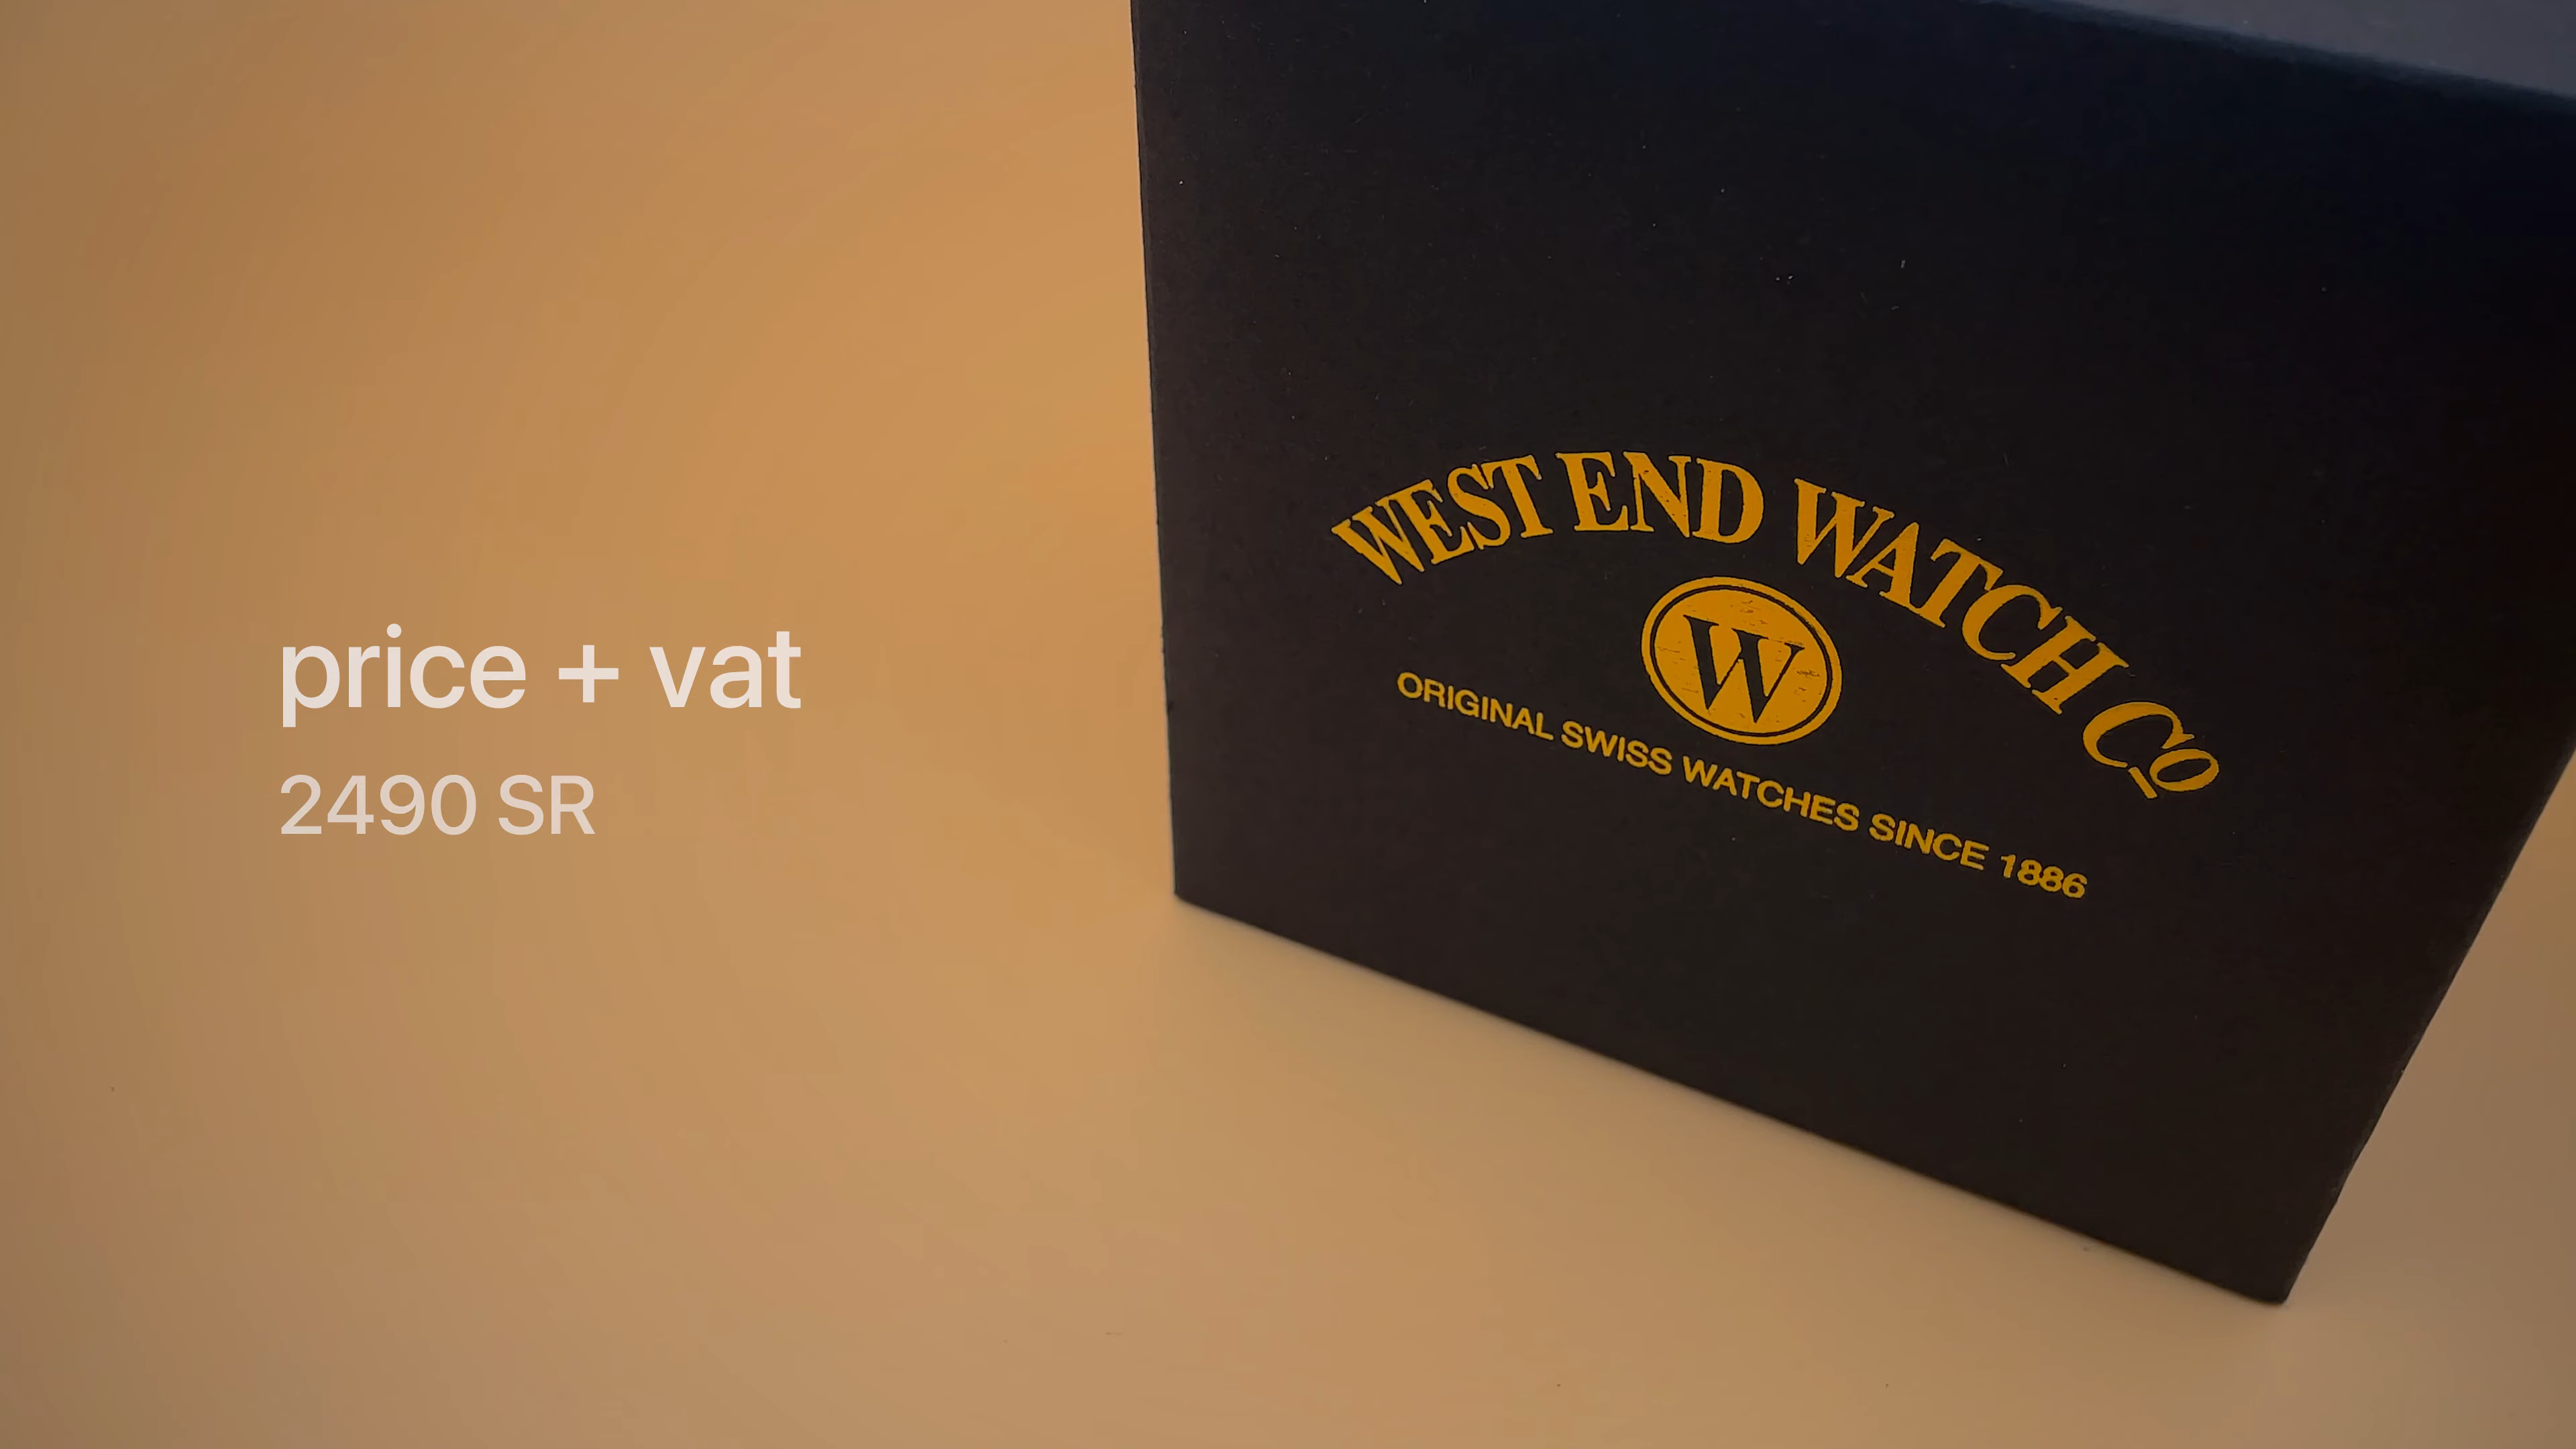 price + vat
2490 SR
WEST END WATCH CO
W
ORIGINAL SWISS WATCHES SINCE 1886